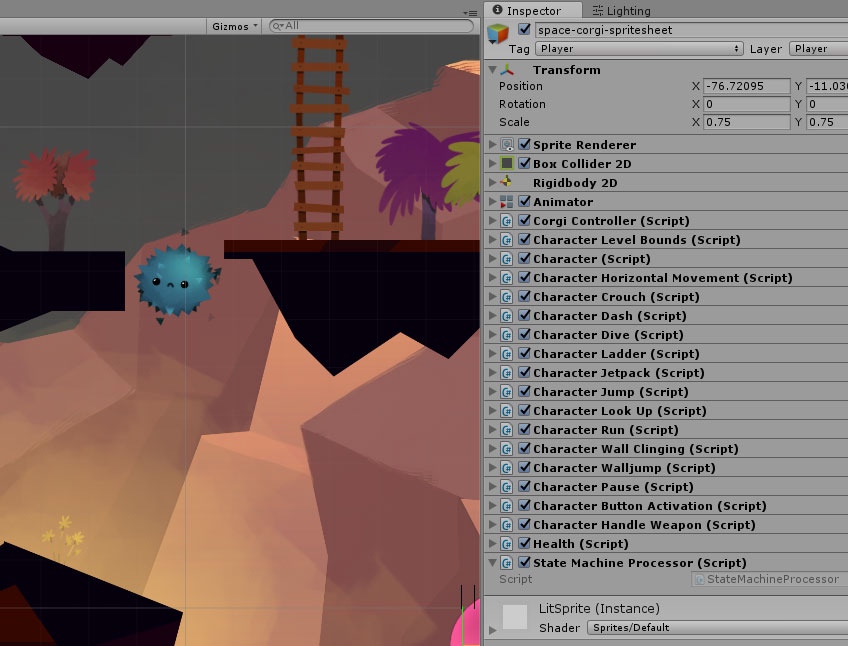 Gizmos
All
Inspector
Lighting
space-corgi-spritesheet
Tag Player Layer Player
Transform
Position X -76.72095 Y -11.030
Rotation X 0 Y 0
Scale X 0.75 Y 0.75
Sprite Renderer
Box Collider 2D
Rigidbody 2D
Animator
Corgi Controller (Script)
Character Level Bounds (Script)
Character (Script)
Character Horizontal Movement (Script)
Character Crouch (Script)
Character Dash (Script)
Character Dive (Script)
Character Ladder (Script)
Character Jetpack (Script)
Character Jump (Script)
Character Look Up (Script)
Character Run (Script)
Character Wall Clinging (Script)
Character Walljump (Script)
Character Pause (Script)
Character Button Activation (Script)
Character Handle Weapon (Script)
Health (Script)
State Machine Processor (Script)
Script StateMachineProcessor
LitSprite (Instance)
Shader Sprites/Default